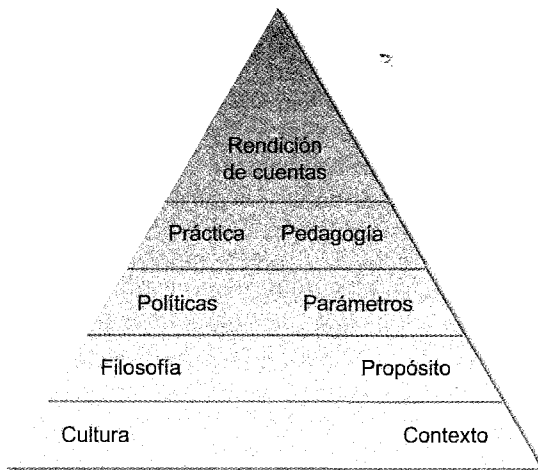 Rendición
de cuentas
Práctica Pedagogía
Políticas Parámetros
Filosofía Propósito
Cultura Contexto